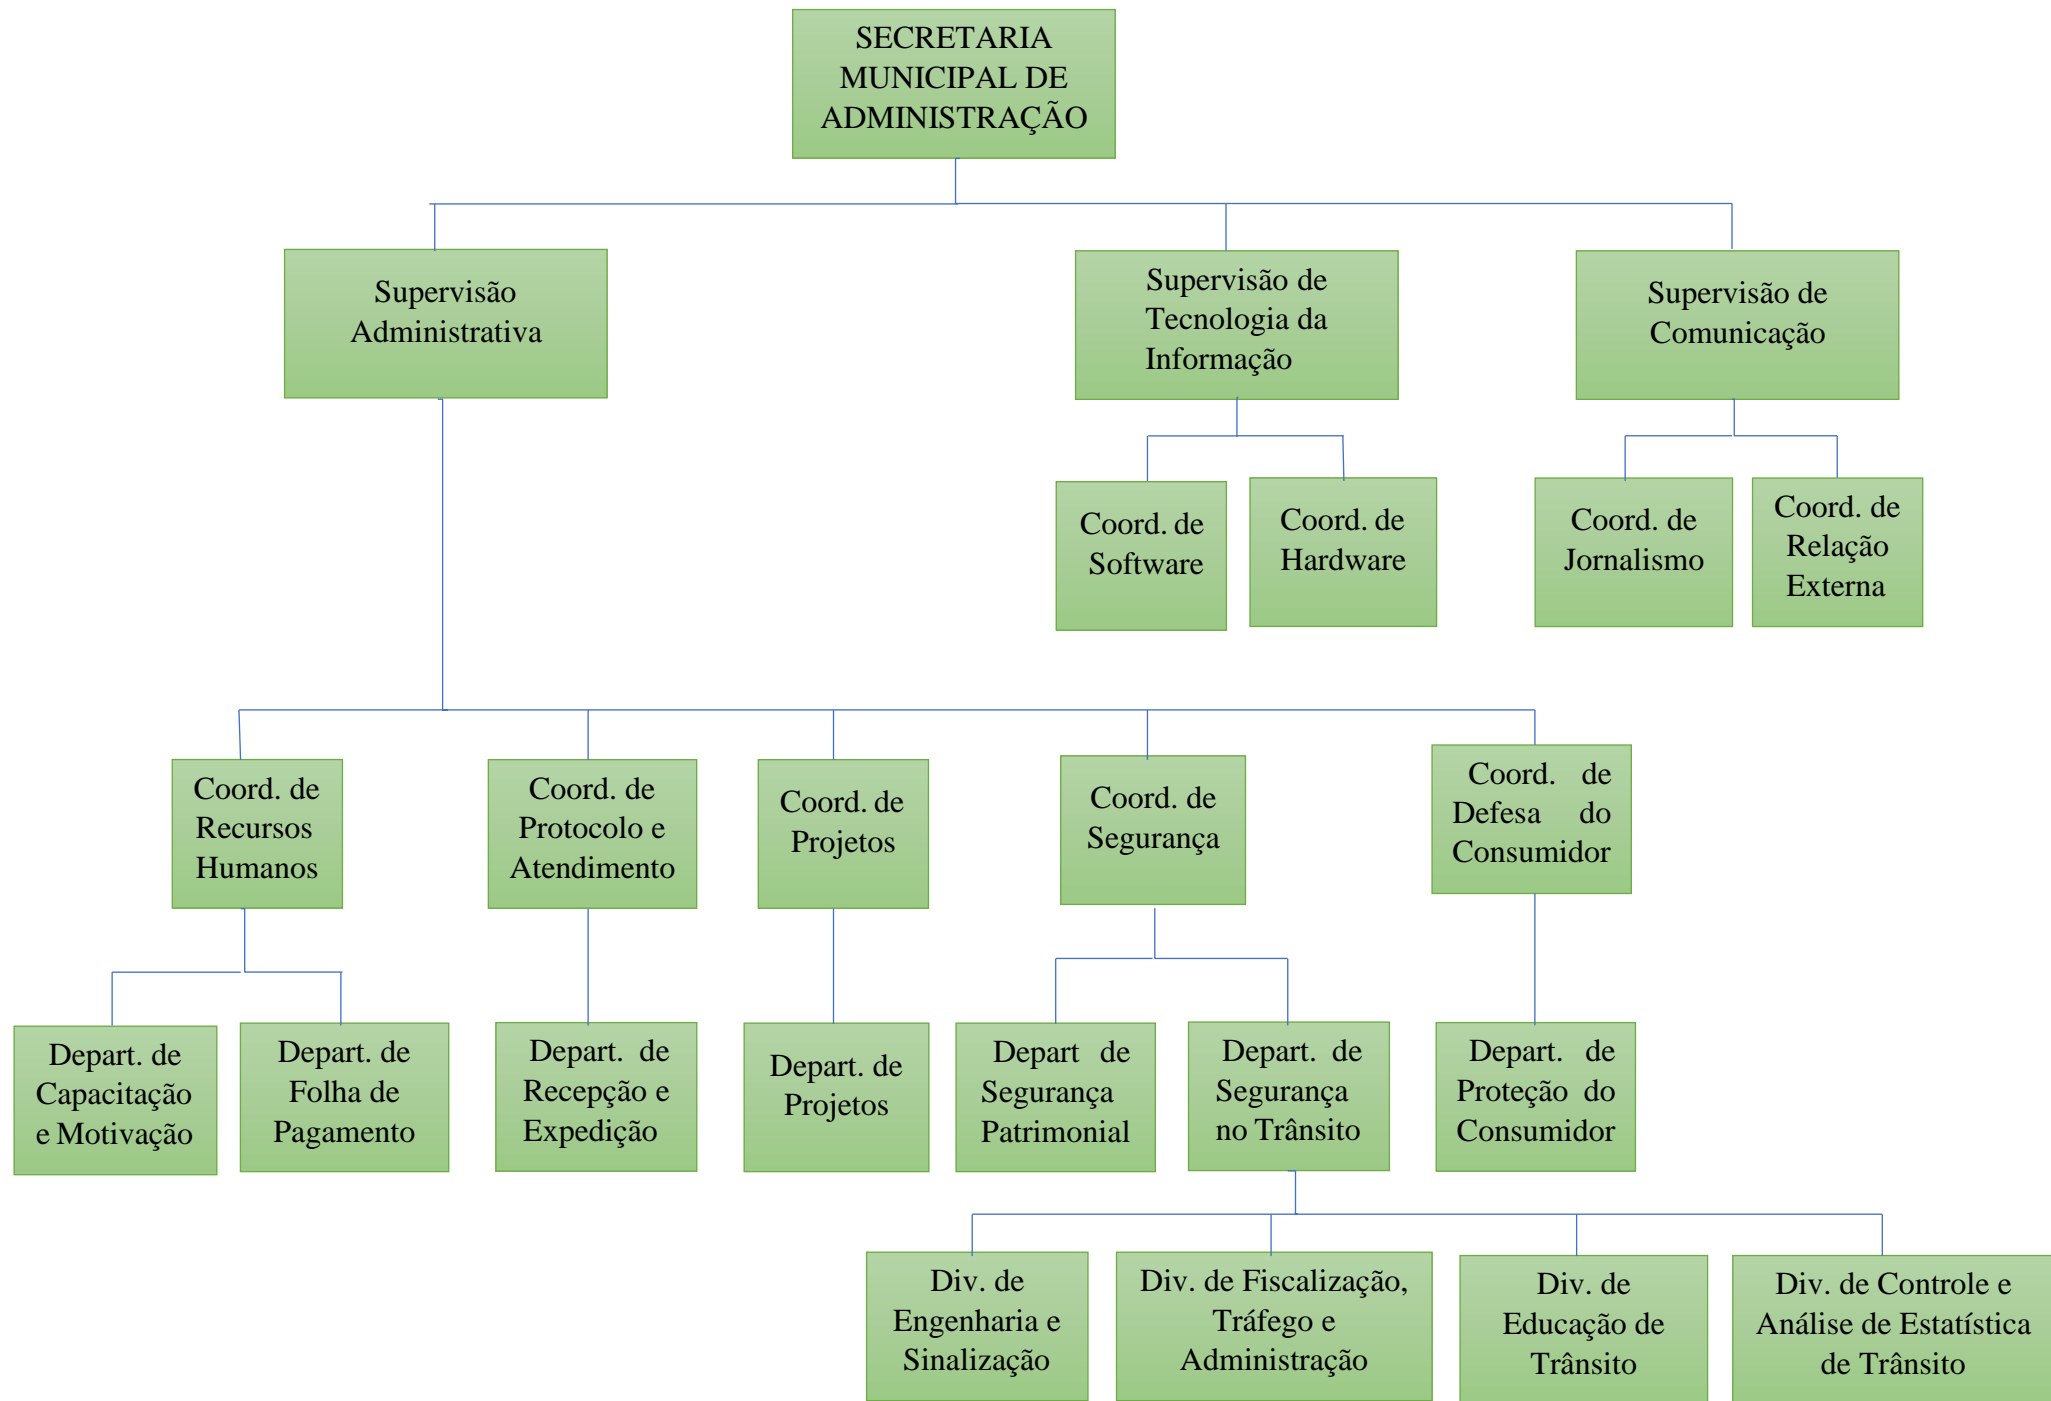 SECRETARIA
MUNICIPAL DE
ADMINISTRAÇÃO
Supervisão
Administrativa
Supervisão de
Tecnologia da
Informação
Supervisão de
Comunicação
Coord. de
Software
Coord. de
Hardware
Coord. de
Jornalismo
Coord. de
Relação
Externa
Coord. de
Recursos
Humanos
Coord. de
Protocolo e
Atendimento
Coord. de
Projetos
Coord. de
Segurança
Coord. de
Defesa do
Consumidor
Depart. de
Capacitação
e Motivação
Depart. de
Folha de
Pagamento
Depart. de
Recepção e
Expedição
Depart. de
Projetos
Depart de
Segurança
Patrimonial
Depart. de
Segurança
no Trânsito
Depart. de
Proteção do
Consumidor
Div. de
Engenharia e
Sinalização
Div. de Fiscalização,
Tráfego e
Administração
Div. de
Educação de
Trânsito
Div. de Controle e
Análise de Estatística
de Trânsito